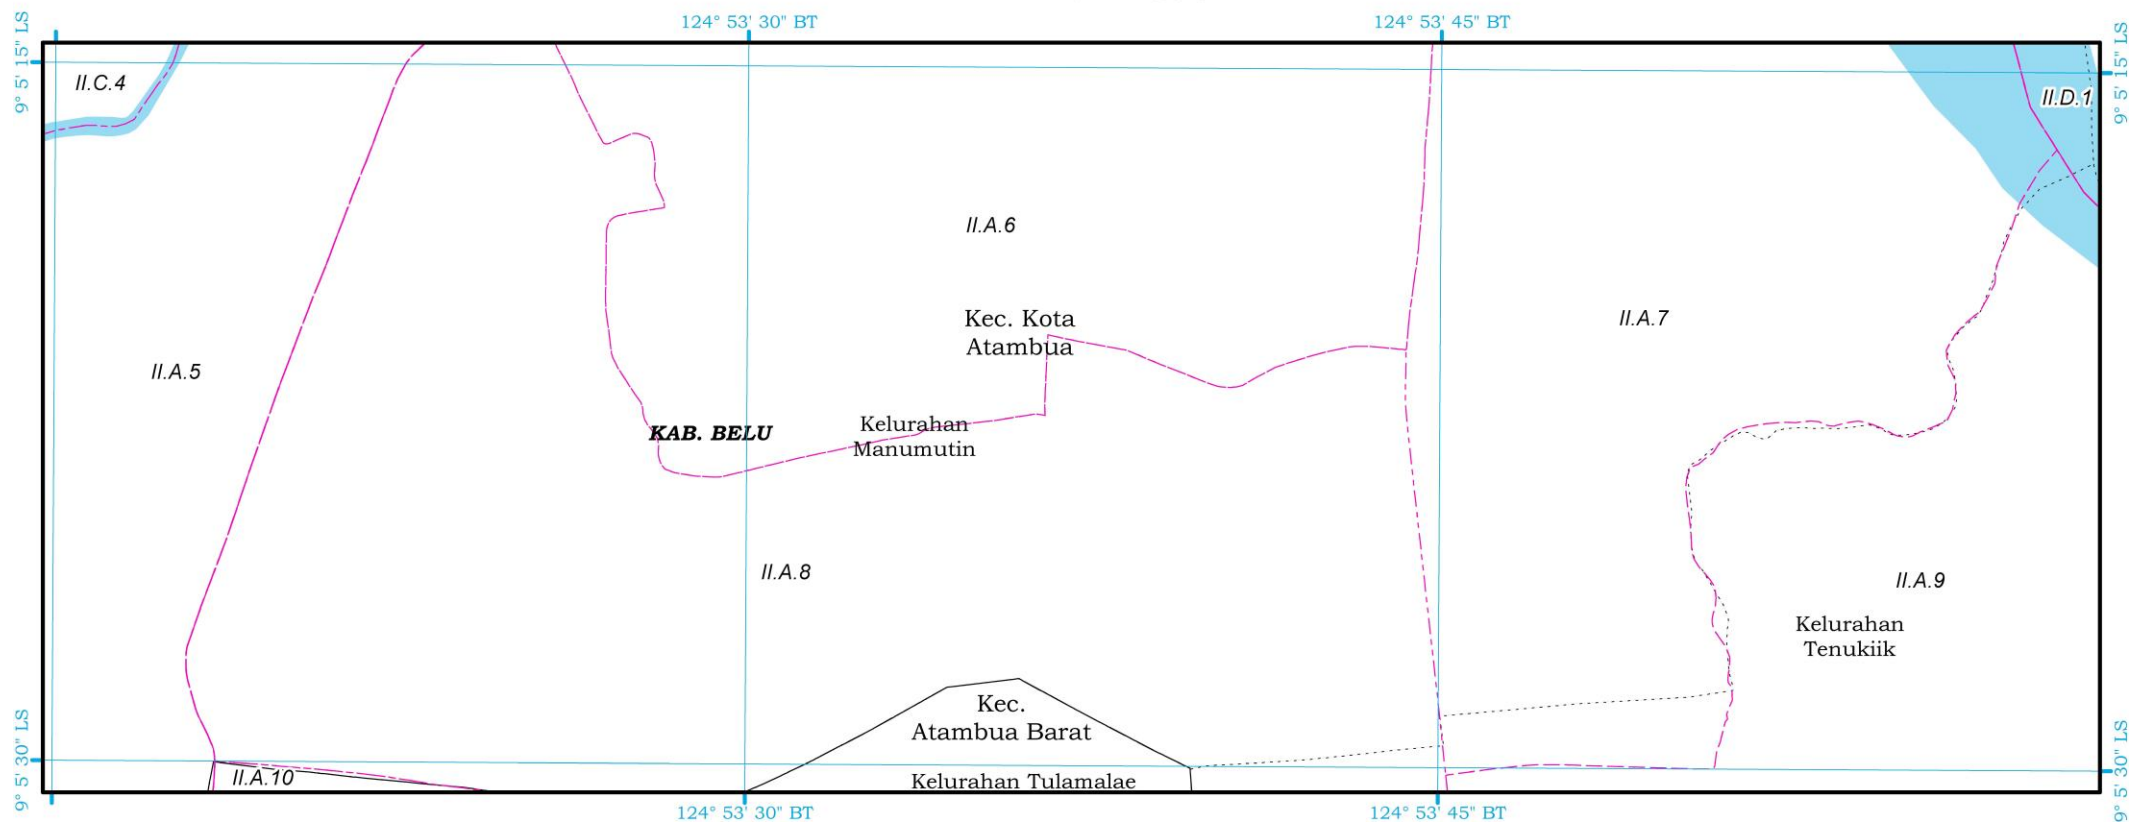 124° 53' 30" BT
124° 53' 45" BT
9° 5' 15" LS
9° 5' 15" LS
II.C.4
II.D.1
II.A.6
Kec. Kota
Atambua
II.A.7
II.A.5
KAB. BELU
Kelurahan
Manumutin
II.A.8
II.A.9
Kelurahan
Tenukiik
Kec.
Atambua Barat
Kelurahan Tulamalae
II.A.10
9° 5' 30" LS
9° 5' 30" LS
124° 53' 30" BT
124° 53' 45" BT